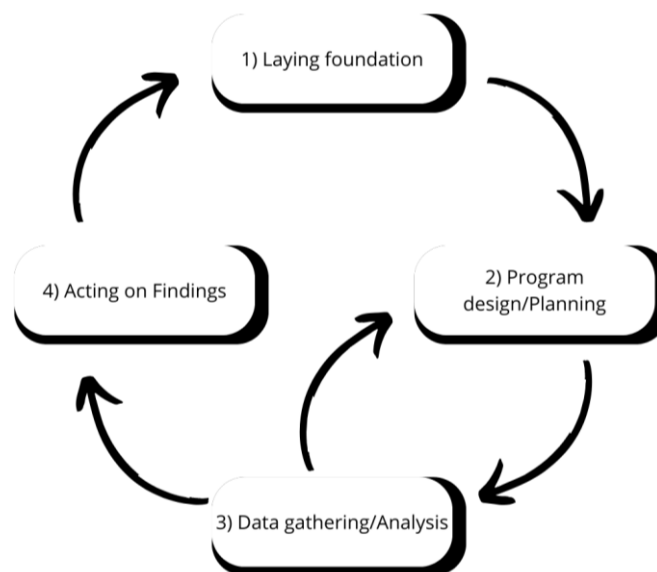 1) Laying foundation
2) Program
design/Planning
3) Data gathering/Analysis
4) Acting on Findings